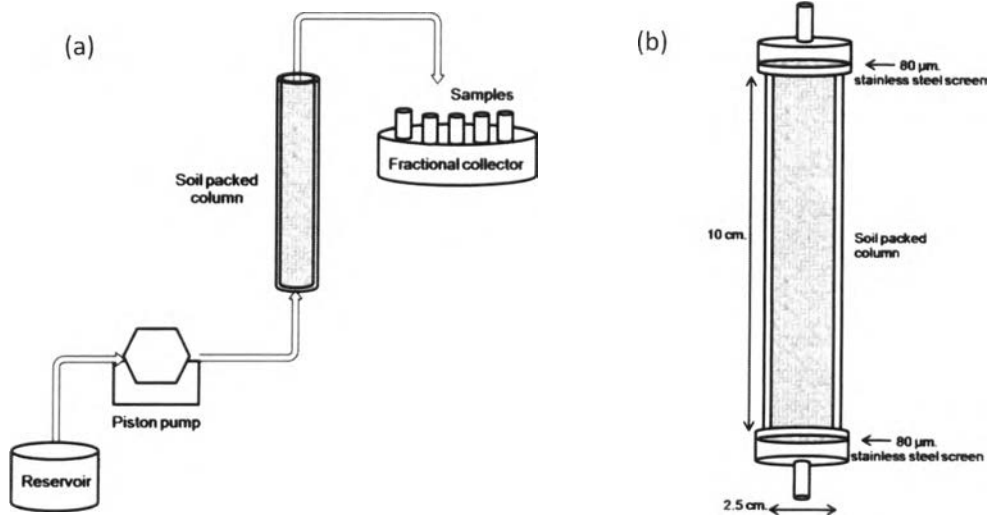 (a)
Samples
Fractional collector
Soil packed
column
Piston pump
Reservoir
(b)
80 µm.
stainless steel screen
10 cm.
Soil packed
column
80 µm.
stainless steel screen
2.5 cm.